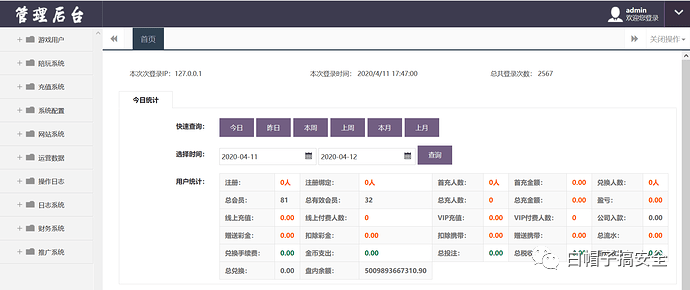 管理后台
admin
欢迎您登录
首页
关闭操作
游戏用户
陪玩系统
充值系统
系统配置
网站系统
运营数据
操作日志
日志系统
财务系统
推广系统
本次次登录IP: 127.0.0.1 本次次登录时间: 2020/4/11 17:47:00 总共登录次数: 2567
今日统计
快速查询: 今日 昨日 本周 上周 本月 上月
选择时间: 2020-04-11 2020-04-12 查询
用户统计:
注册: 0人 注册绑定: 0人 首充人数: 0人 首充金额: 0.00 兑换人数: 0人
总会员: 81 总有效会员: 32 总充人数: 0 总充金额: 0.00 盈亏: 0.00
线上充值: 0.00 线上付费人数: 0 VIP充值: 0.00 VIP付费人数: 0 公司入款: 0.00
赠送彩金: 0.00 扣除彩金: 0.00 扣除携带: 0.00 赠送携带: 0.00 总流水: 0.00
兑换手续费: 0.00 金币支出: 0.00 总投注: 0.00 总税收
总兑换: 0.00 盘内余额: 5009893667310.90
白帽子搞安全